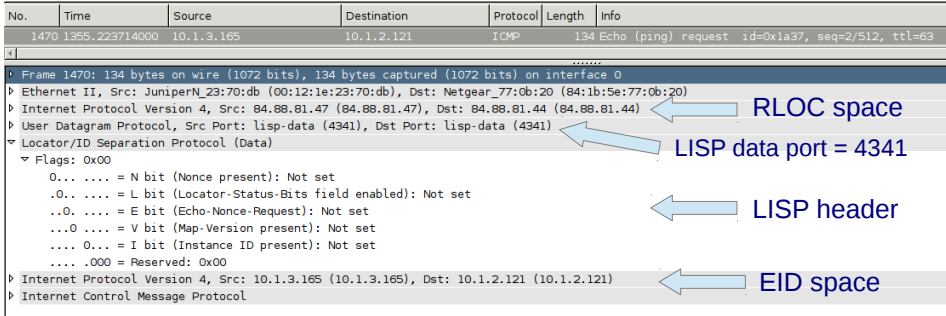 No. Time Source Destination Protocol Length Info
1470 1355.223714000 10.1.3.165 10.1.2.121 ICMP 134 Echo (ping) request id=0x1a37, seq=2/512, ttl=63
Frame 1470: 134 bytes on wire (1072 bits), 134 bytes captured (1072 bits) on interface 0
Ethernet II, Src: JuniperN_23:70:db (00:12:1e:23:70:db), Dst: Netgear_77:0b:20 (84:1b:5e:77:0b:20)
Internet Protocol Version 4, Src: 84.88.81.47 (84.88.81.47), Dst: 84.88.81.44 (84.88.81.44)
RLOC space
User Datagram Protocol, Src Port: lisp-data (4341), Dst Port: lisp-data (4341)
LISP data port = 4341
Locator/ID Separation Protocol (Data)
Flags: 0x00
0... .... = N bit (Nonce present): Not set
.0.. .... = L bit (Locator-Status-Bits field enabled): Not set
..0. .... = E bit (Echo-Nonce-Request): Not set
LISP header
...0 .... = V bit (Map-Version present): Not set
.... 0... = I bit (Instance ID present): Not set
.... .000 = Reserved: 0x00
Internet Protocol Version 4, Src: 10.1.3.165 (10.1.3.165), Dst: 10.1.2.121 (10.1.2.121)
EID space
Internet Control Message Protocol